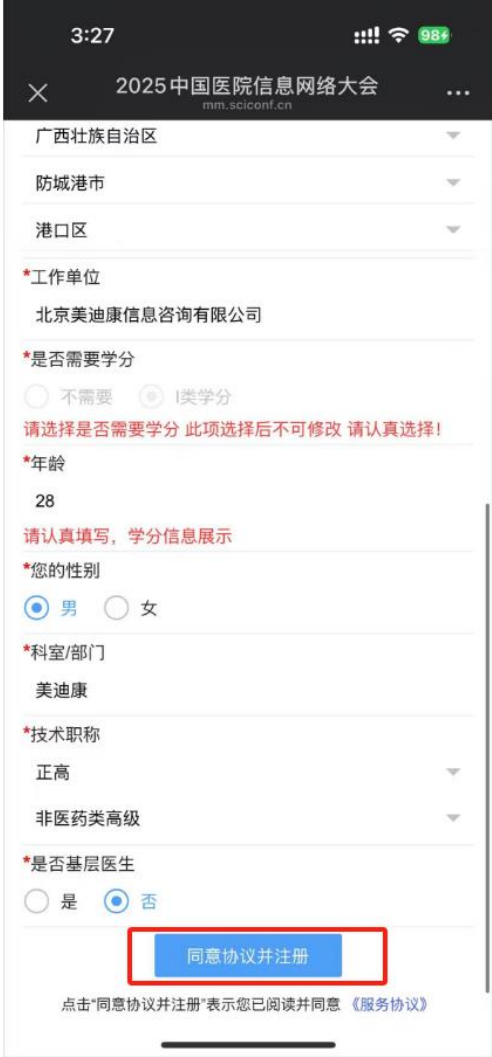 3:27
98
2025中国医院信息网络大会
mm.sciconf.cn
广西壮族自治区
防城港市
港口区
*工作单位
北京美迪康信息咨询有限公司
*是否需要学分
不需要 I类学分
请选择是否需要学分 此项选择后不可修改 请认真选择！
*年龄
28
请认真填写，学分信息展示
*您的性别
男 女
*科室/部门
美迪康
*技术职称
正高
非医药类高级
*是否基层医生
是 否
同意协议并注册
点击“同意协议并注册”表示您已阅读并同意 《服务协议》